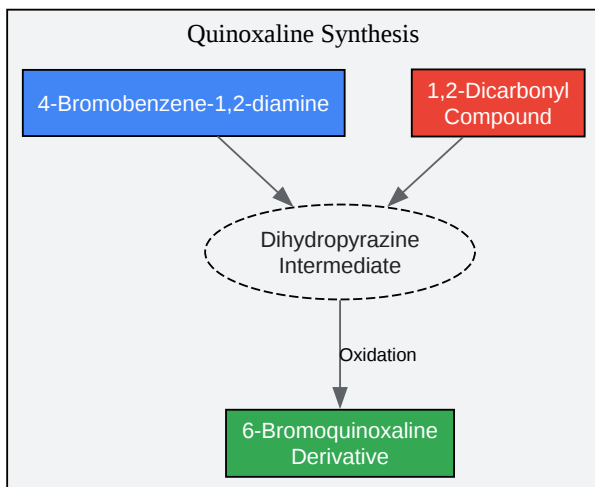 Quinoxaline Synthesis
4-Bromobenzene-1,2-diamine
1,2-Dicarbonyl
Compound
Dihydropyrazine
Intermediate
Oxidation
6-Bromoquinoxaline
Derivative